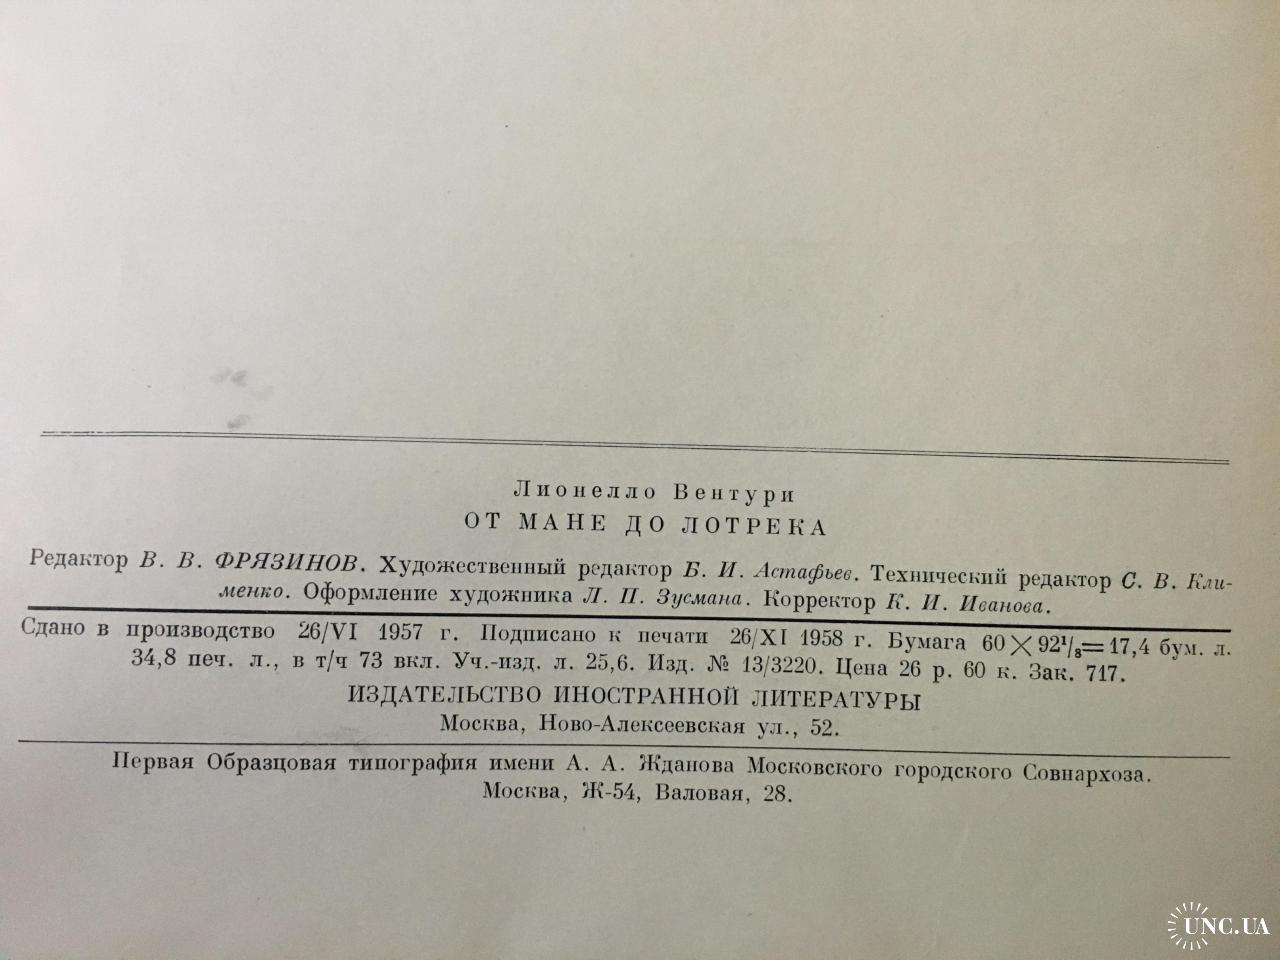 Лионелло Вентури
ОТ МАНЕ ДО ЛОТРЕКА
Редактор В. В. ФРЯЗИНОВ. Художественный редактор Б. И. Астафьев. Технический редактор С. В. Кли-
менко. Оформление художника Л. П. Зусмана. Корректор К. И. Иванова.
Сдано в производство 26/VI 1957 г. Подписано к печати 26/XI 1958 г. Бумага 60×92¹/₈=17,4 бум. л.
34,8 печ. л., в т/ч 73 вкл. Уч.-изд. л. 25,6. Изд. № 13/3220. Цена 26 р. 60 к. Зак. 717.
ИЗДАТЕЛЬСТВО ИНОСТРАННОЙ ЛИТЕРАТУРЫ
Москва, Ново-Алексеевская ул., 52.
Первая Образцовая типография имени А. А. Жданова Московского городского Совнархоза.
Москва, Ж-54, Валовая, 28.
UNC.UA